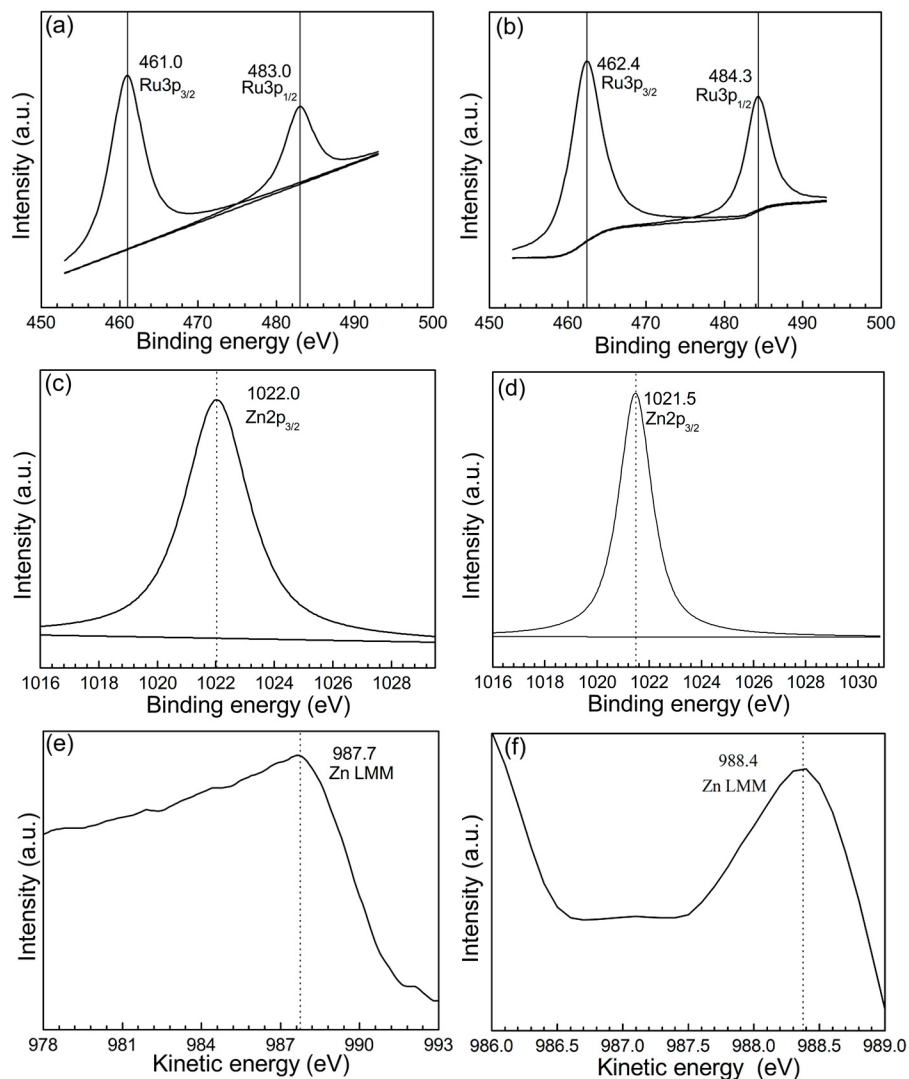 (a)
461.0
Ru3p3/2
483.0
Ru3p1/2
Intensity (a.u.)
450 460 470 480 490 500
Binding energy (eV)
(b)
462.4
Ru3p3/2
484.3
Ru3p1/2
Intensity (a.u.)
450 460 470 480 490 500
Binding energy (eV)
(c)
1022.0
Zn2p3/2
Intensity (a.u.)
1016 1018 1020 1022 1024 1026 1028
Binding energy (eV)
(d)
1021.5
Zn2p3/2
Intensity (a.u.)
1016 1018 1020 1022 1024 1026 1028 1030
Binding energy (eV)
(e)
987.7
Zn LMM
Intensity (a.u.)
978 981 984 987 990 993
Kinetic energy (eV)
(f)
988.4
Zn LMM
Intensity (a.u.)
986.0 986.5 987.0 987.5 988.0 988.5 989.0
Kinetic energy (eV)